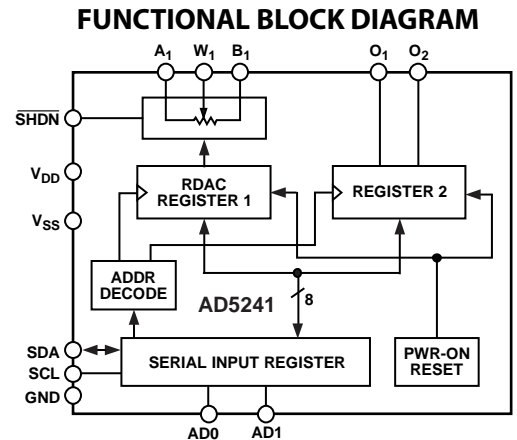 FUNCTIONAL BLOCK DIAGRAM
A1 W1 B1 O1 O2
SHDN
VDD
RDAC
REGISTER 1
REGISTER 2
VSS
ADDR
DECODE
AD5241
8
SDA
SCL
GND
SERIAL INPUT REGISTER
PWR-ON
RESET
AD0 AD1